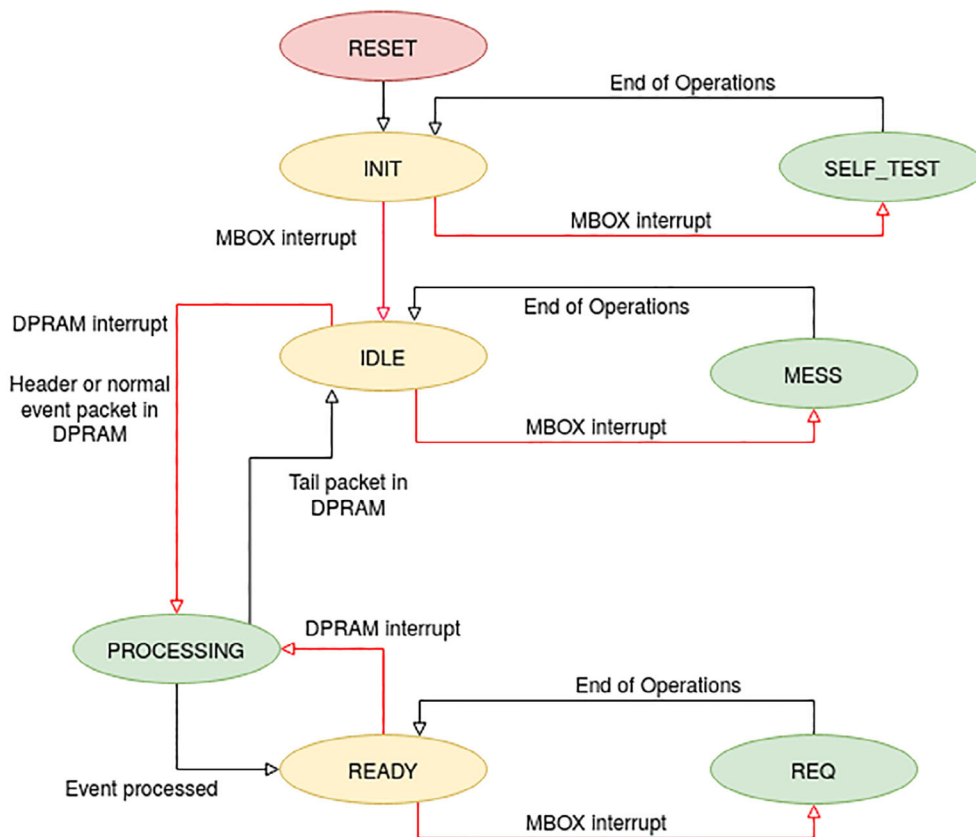 RESET
End of Operations
INIT
SELF_TEST
MBOX interrupt
MBOX interrupt
DPRAM interrupt
End of Operations
IDLE
MESS
Header or normal
event packet in
DPRAM
MBOX interrupt
Tail packet in
DPRAM
PROCESSING
DPRAM interrupt
End of Operations
READY
REQ
Event processed
MBOX interrupt